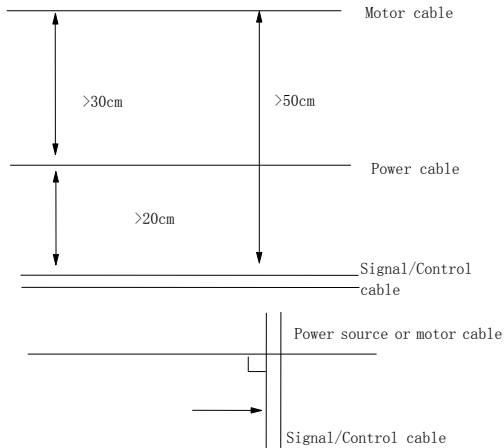 Motor cable
>30cm
>50cm
Power cable
>20cm
Signal/Control
cable
Power source or motor cable
Signal/Control cable